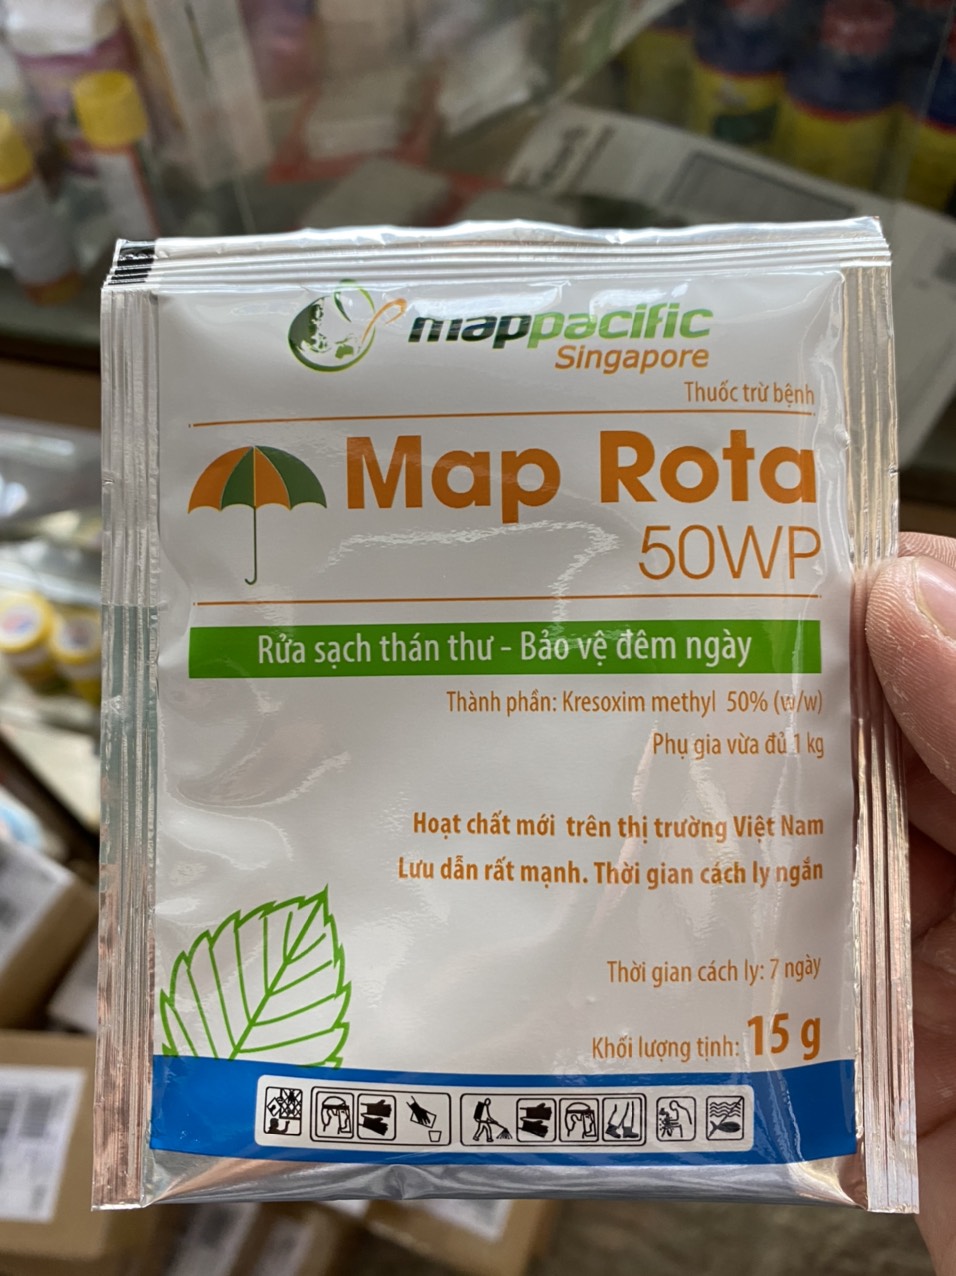 mappacific
Singapore
Thuốc trừ bệnh
Map Rota
50WP
Rửa sạch thán thư - Bảo vệ đêm ngày
Thành phần: Kresoxim methyl 50% (w/w)
Phụ gia vừa đủ 1 kg
Hoạt chất mới trên thị trường Việt Nam
Lưu dẫn rất mạnh. Thời gian cách ly ngắn
Thời gian cách ly: 7 ngày
Khối lượng tịnh: 15 g